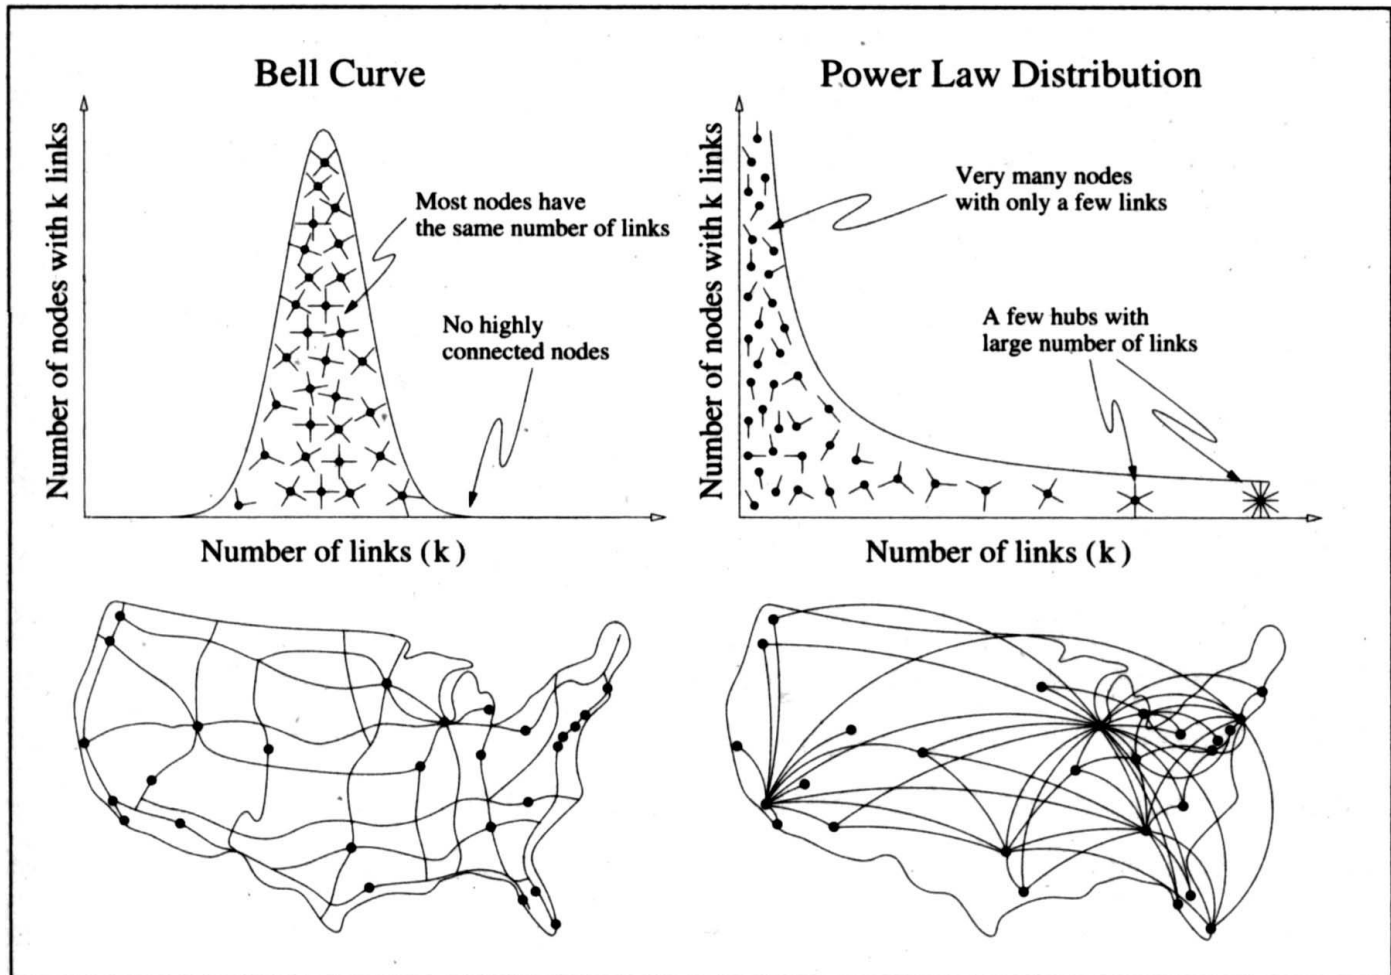 Bell Curve
Number of nodes with k links
Most nodes have
the same number of links
No highly
connected nodes
Number of links (k)
Power Law Distribution
Number of nodes with k links
Very many nodes
with only a few links
A few hubs with
large number of links
Number of links (k)